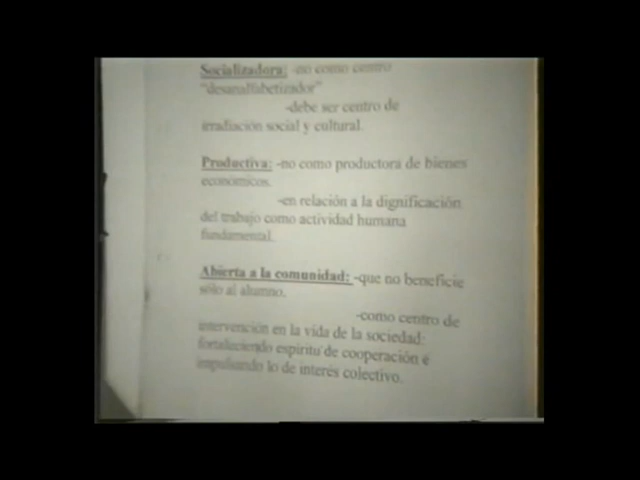 Socializadora: -no como centro
"desanalfabetizador"
-debe ser centro de
irradiación social y cultural.
Productiva: -no como productora de bienes
económicos.
-en relación a la dignificación
del trabajo como actividad humana
fundamental.
Abierta a la comunidad: -que no beneficie
sólo al alumno.
-como centro de
intervención en la vida de la sociedad:
fortaleciendo espíritu de cooperación e
impulsando lo de interés colectivo.